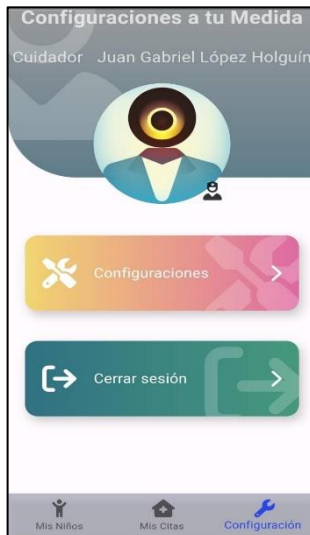 Configuraciones a tu Medida
Cuidador Juan Gabriel López Holguín
Configuraciones
Cerrar sesión
Mis Niños Mis Citas Configuración